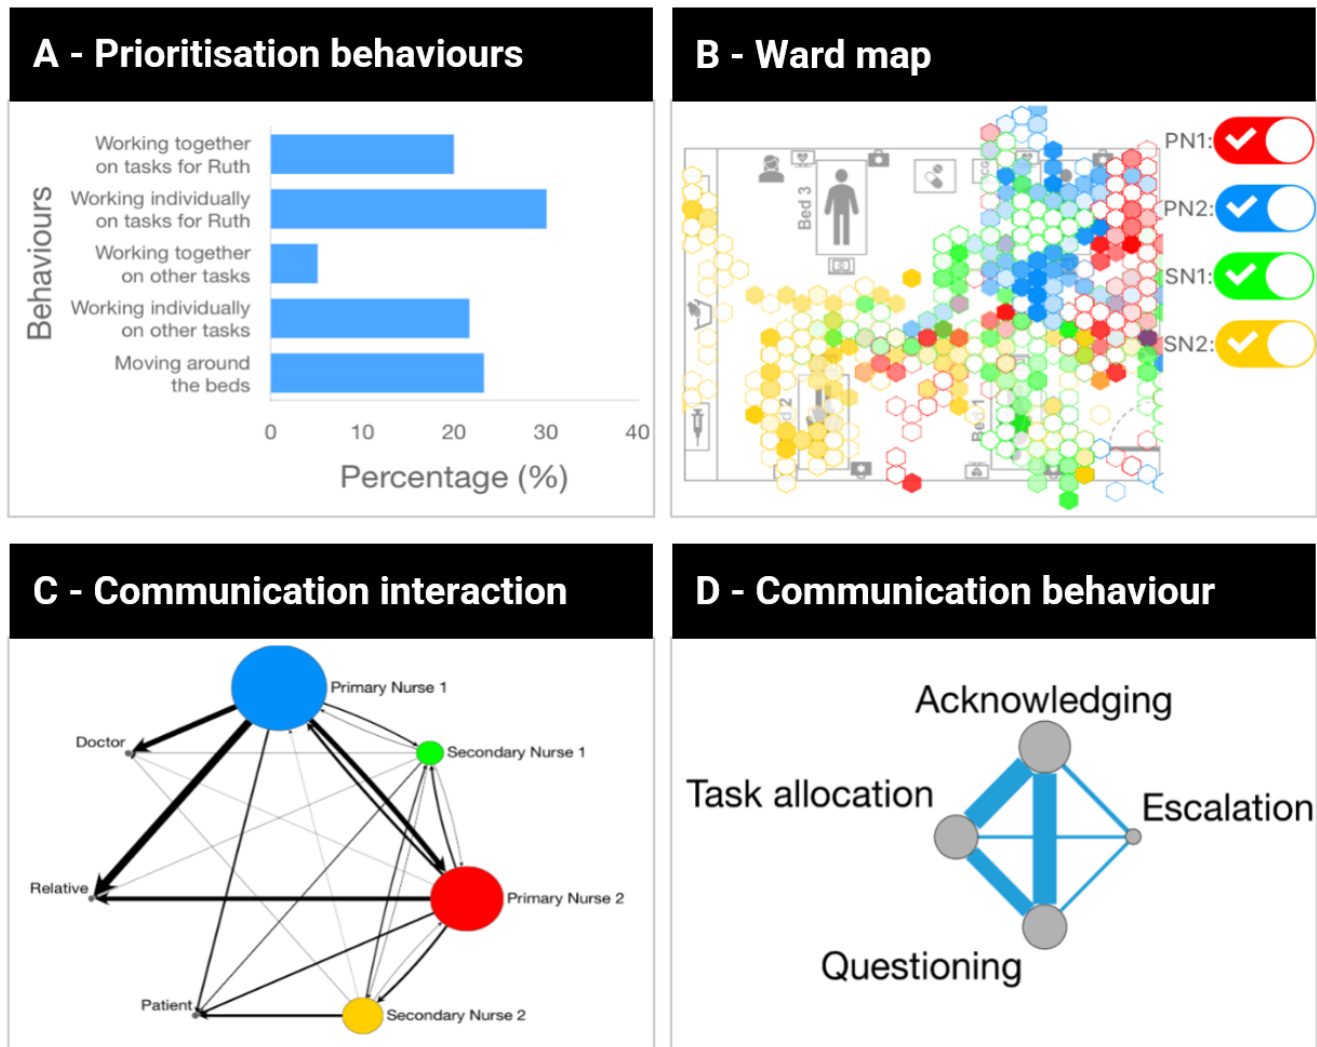 A - Prioritisation behaviours
Behaviours
Working together
on tasks for Ruth
Working individually
on tasks for Ruth
Working together
on other tasks
Working individually
on other tasks
Moving around
the beds
0 10 20 30 40
Percentage (%)
B - Ward map
Bed 3
Bed 1
PN1:
PN2:
SN1:
SN2:
C - Communication interaction
Primary Nurse 1
Doctor
Secondary Nurse 1
Relative
Primary Nurse 2
Patient
Secondary Nurse 2
D - Communication behaviour
Acknowledging
Task allocation
Escalation
Questioning